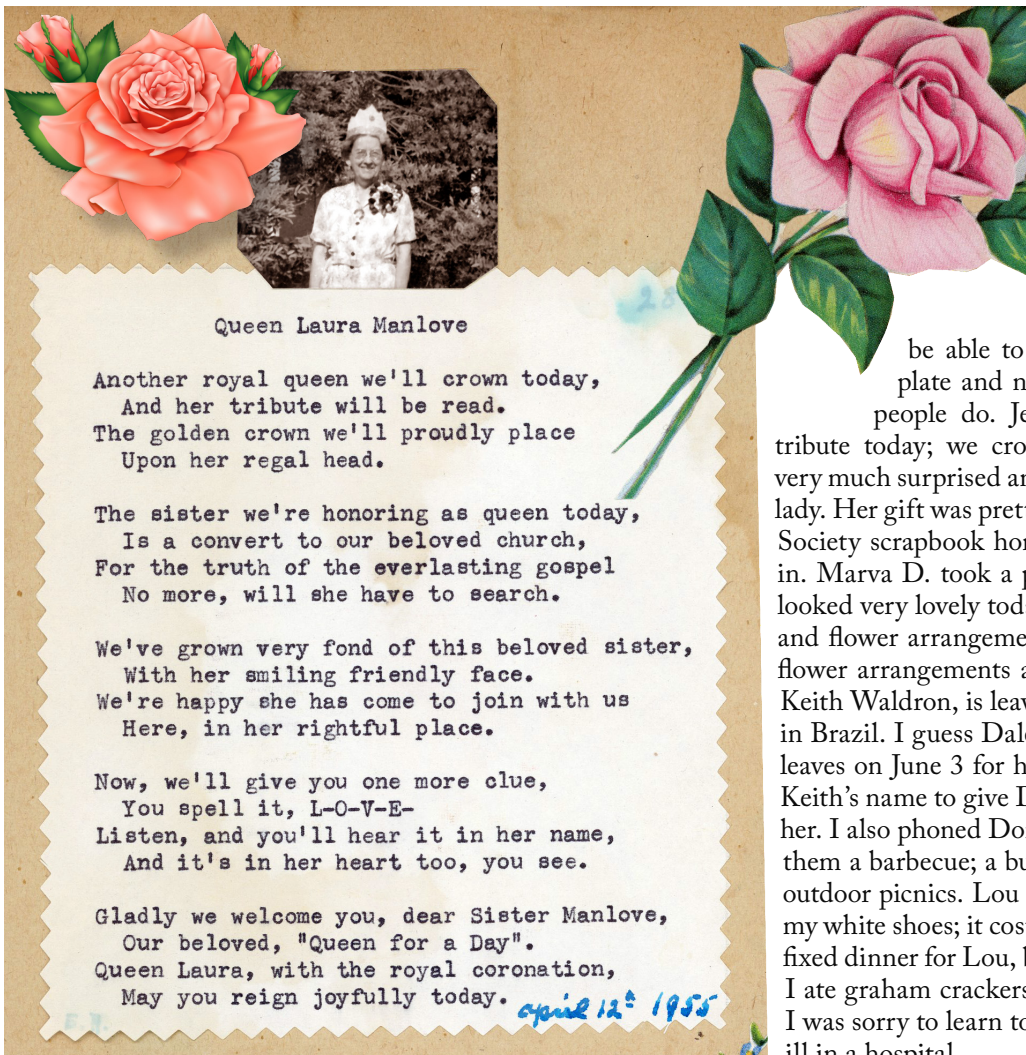 28
Queen Laura Manlove
Another royal queen we'll crown today,
And her tribute will be read.
The golden crown we'll proudly place
Upon her regal head.
The sister we're honoring as queen today,
Is a convert to our beloved church,
For the truth of the everlasting gospel
No more, will she have to search.
We've grown very fond of this beloved sister,
With her smiling friendly face.
We're happy she has come to join with us
Here, in her rightful place.
Now, we'll give you one more clue,
You spell it, L-O-V-E-
Listen, and you'll hear it in her name,
And it's in her heart too, you see.
Gladly we welcome you, dear Sister Manlove,
Our beloved, "Queen for a Day".
Queen Laura, with the royal coronation,
May you reign joyfully today.
april 12th 1955
be able to
plate and n
people do. Je
tribute today; we cro
very much surprised an
lady. Her gift was prett
Society scrapbook hon
in. Marva D. took a p
looked very lovely tod
and flower arrangeme
flower arrangements a
Keith Waldron, is leav
in Brazil. I guess Dal
leaves on June 3 for h
Keith's name to give D
her. I also phoned Do
them a barbecue; a bu
outdoor picnics. Lou
my white shoes; it cos
fixed dinner for Lou, b
I ate graham crackers
I was sorry to learn to
ill in a hospital